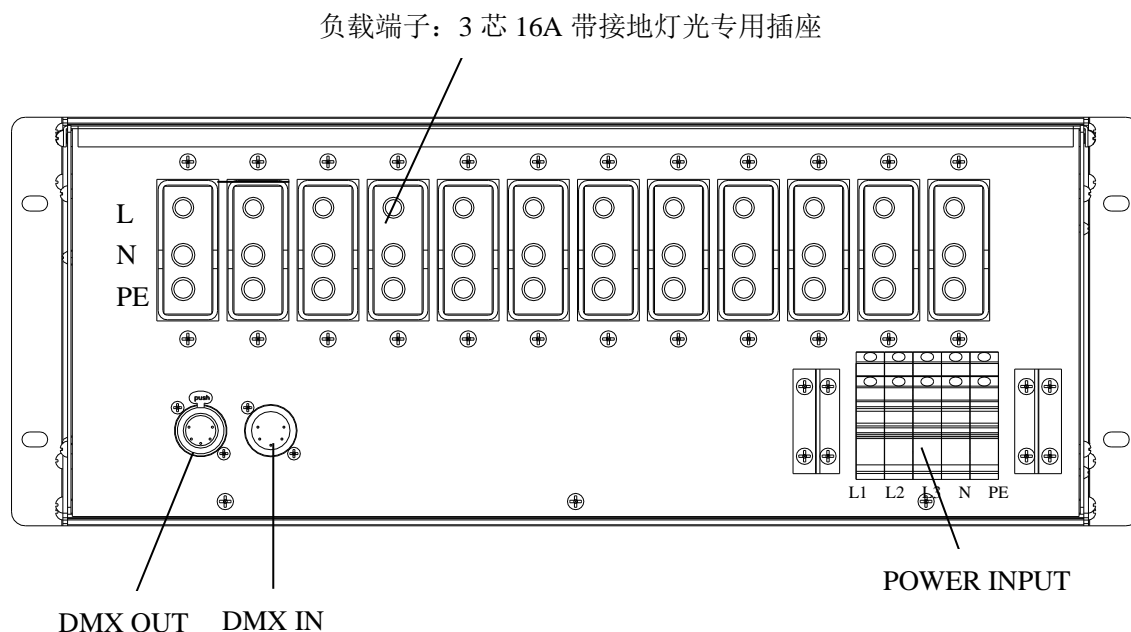 负载端子：3 芯 16A 带接地灯光专用插座
L
N
PE
push
L1 L2 L3 N PE
POWER INPUT
DMX OUT DMX IN